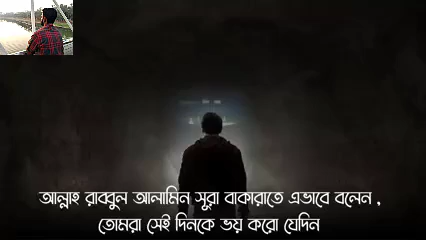 আল্লাহ রাব্বুল আলামিন সূরা বাকারাতে এভাবে বলেন ,
তোমরা সেই দিনকে ভয় করো যেদিন